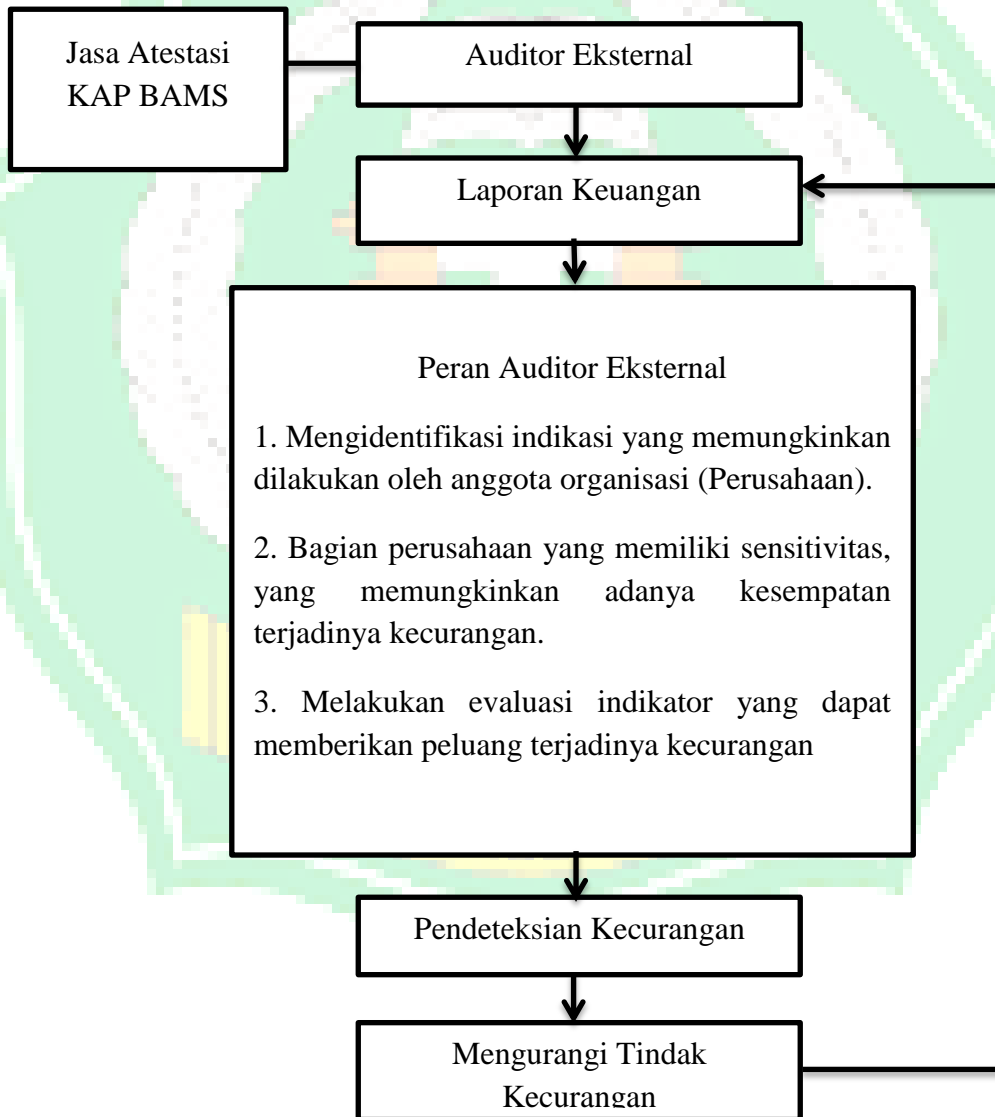 Jasa Atestasi
KAP BAMS
Auditor Eksternal
Laporan Keuangan
Peran Auditor Eksternal
1. Mengidentifikasi indikasi yang memungkinkan
dilakukan oleh anggota organisasi (Perusahaan).
2. Bagian perusahaan yang memiliki sensitivitas,
yang memungkinkan adanya kesempatan
terjadinya kecurangan.
3. Melakukan evaluasi indikator yang dapat
memberikan peluang terjadinya kecurangan
Pendeteksian Kecurangan
Mengurangi Tindak
Kecurangan